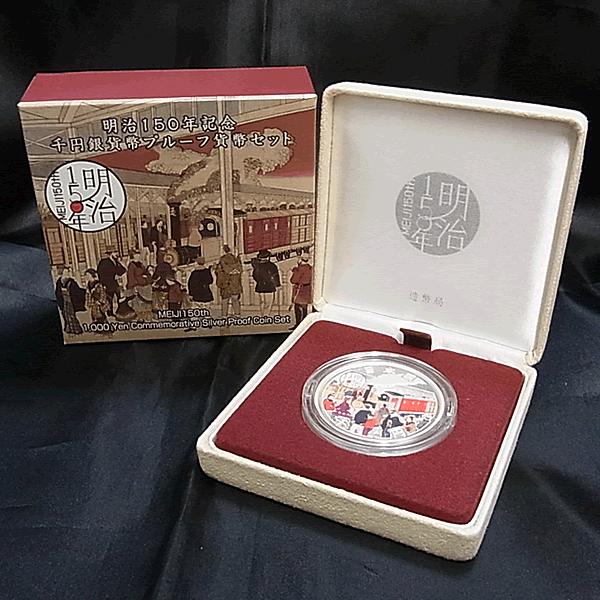 明治150年記念
千円銀貨幣プルーフ貨幣セット
明治
150年
MEIJI150th
MEIJI150th
1,000 Yen Commemorative Silver Proof Coin Set
明治
150年
MEIJI150th
造幣局